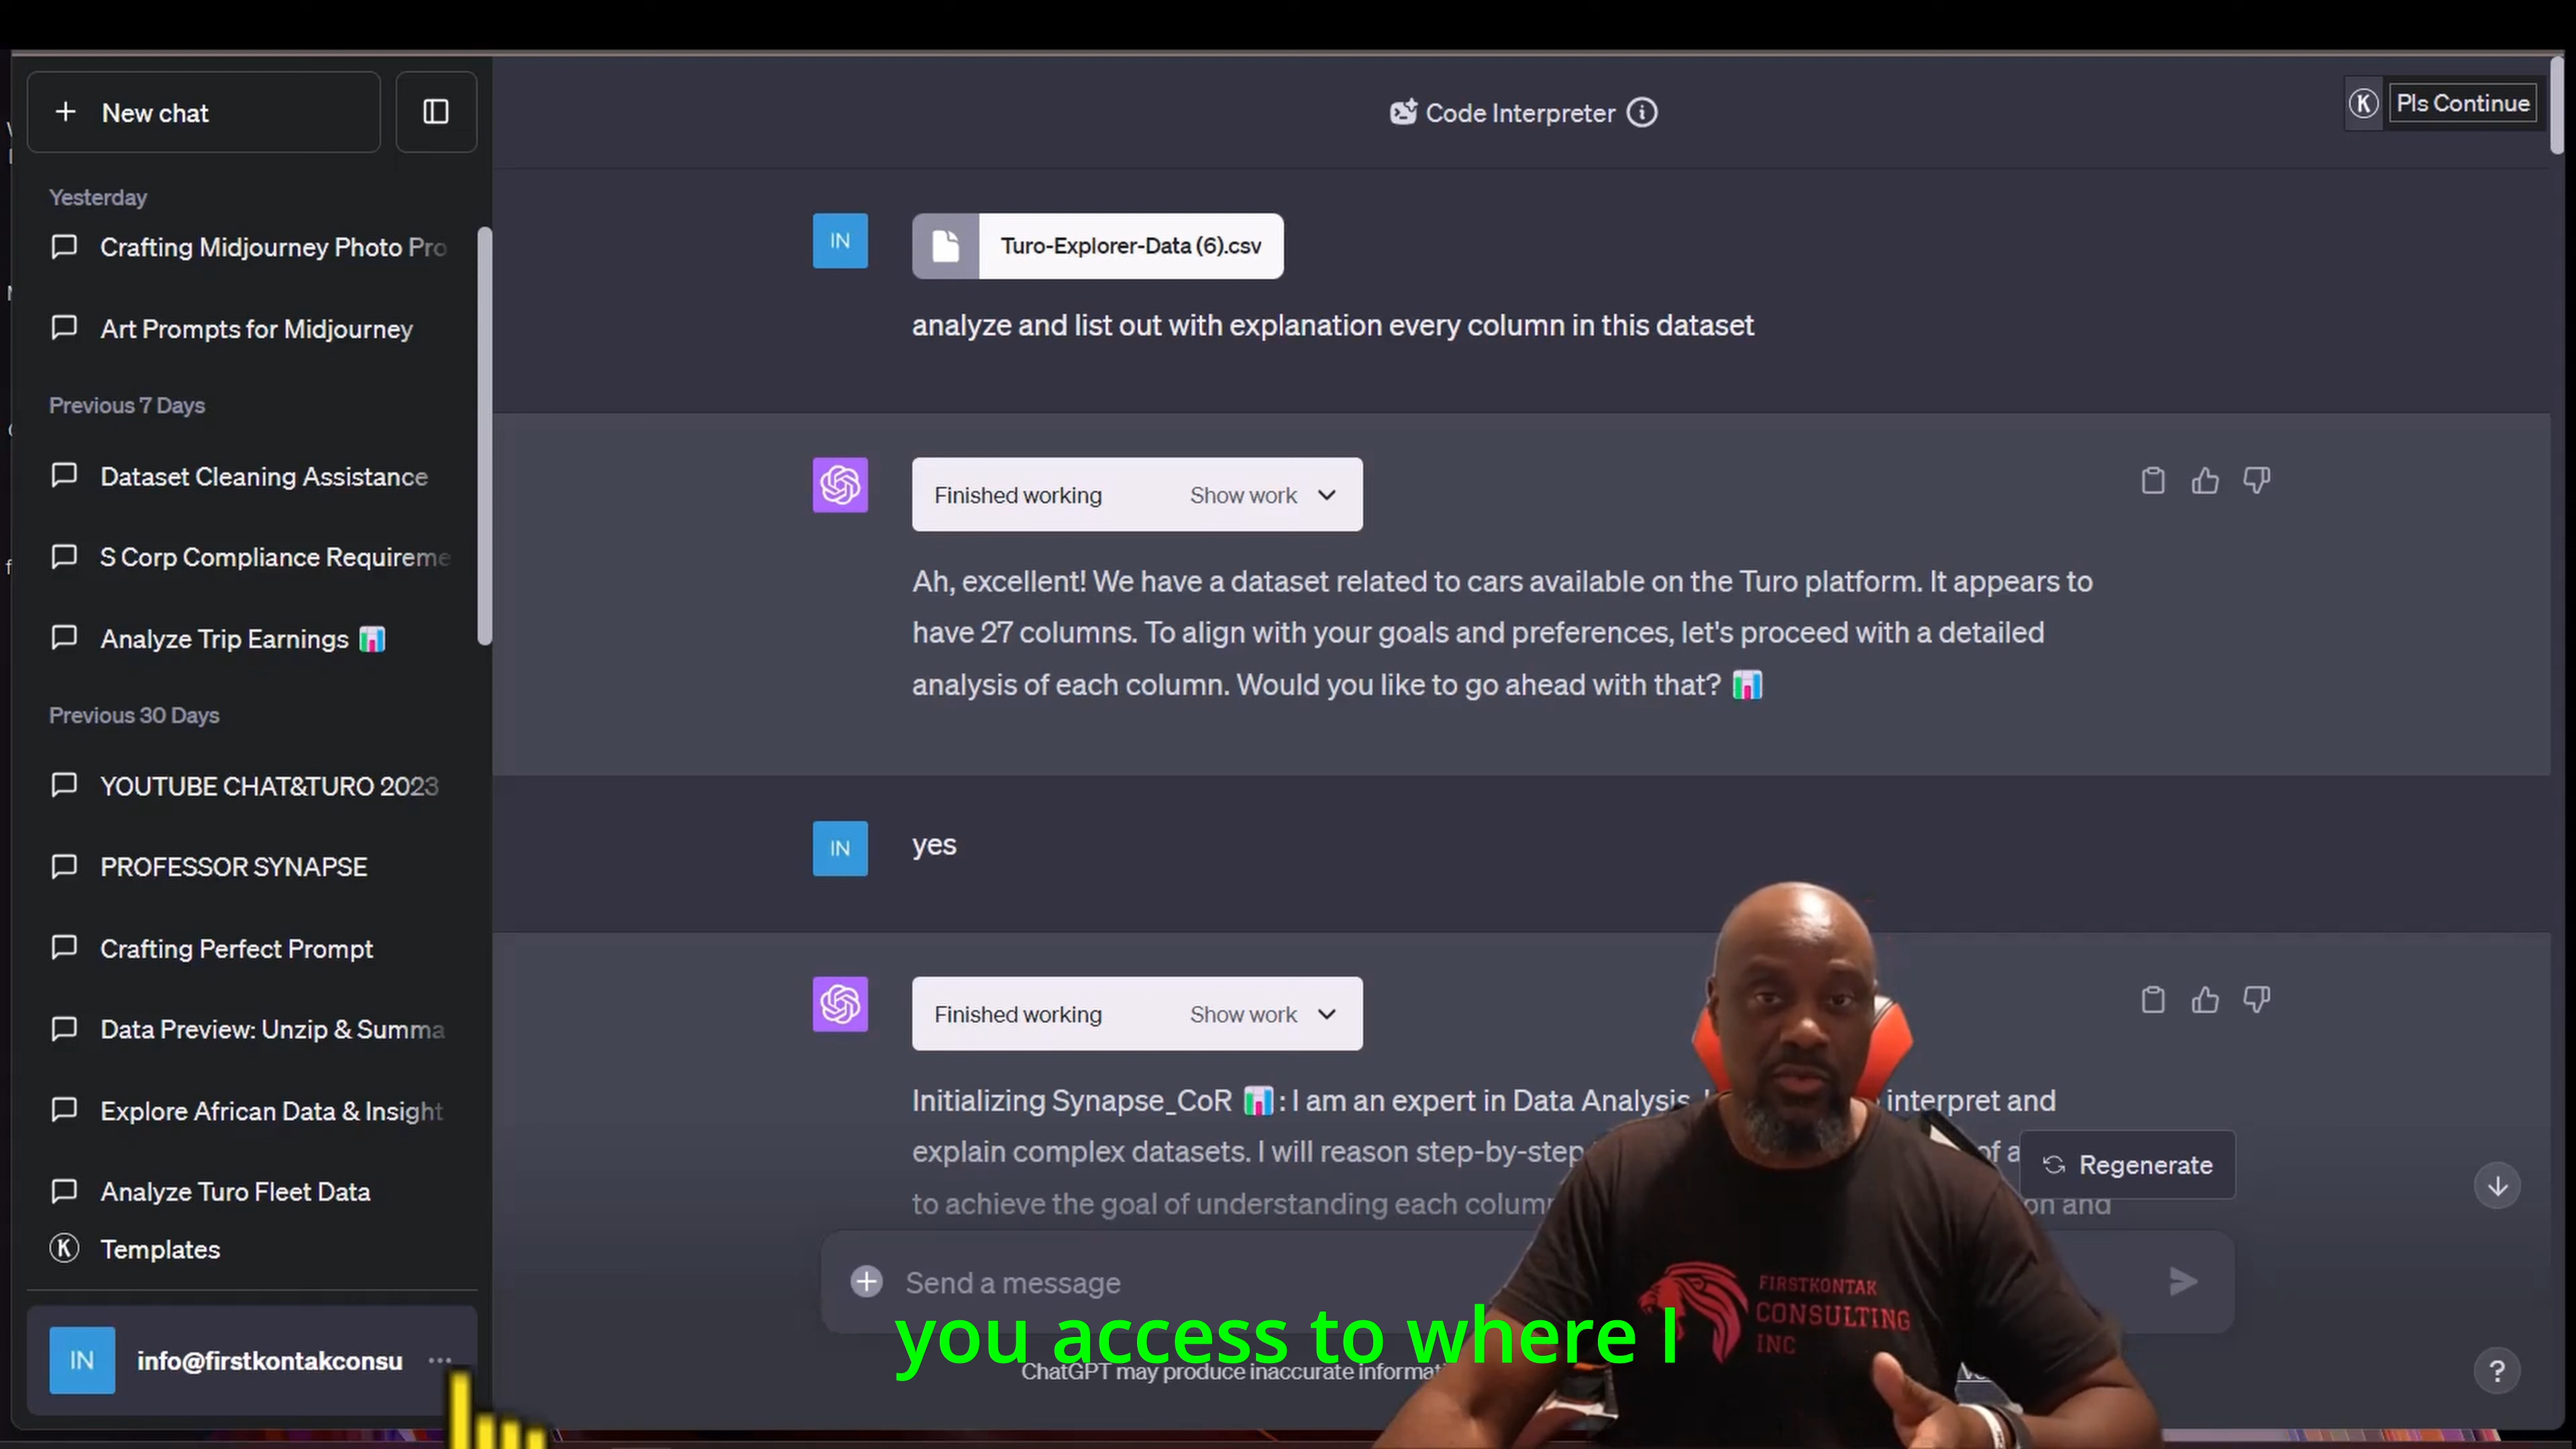 New chat
Code Interpreter
Pls Continue
Yesterday
Crafting Midjourney Photo Pro
Art Prompts for Midjourney
Previous 7 Days
Dataset Cleaning Assistance
S Corp Compliance Requireme
Analyze Trip Earnings
Previous 30 Days
YOUTUBE CHAT&TURO 2023
PROFESSOR SYNAPSE
Crafting Perfect Prompt
Data Preview: Unzip & Summa
Explore African Data & Insight
Analyze Turo Fleet Data
Templates
IN
info@firstkontakconsu
IN
Turo-Explorer-Data (6).csv
analyze and list out with explanation every column in this dataset
Finished working Show work
Ah, excellent! We have a dataset related to cars available on the Turo platform. It appears to
have 27 columns. To align with your goals and preferences, let's proceed with a detailed
analysis of each column. Would you like to go ahead with that?
IN
yes
Finished working Show work
Initializing Synapse_CoR : I am an expert in Data Analysis. interpret and
explain complex datasets. I will reason step-by-step of a
to achieve the goal of understanding each colum on and
Regenerate
Send a message
you access to where I
ChatGPT may produce inaccurate informati
FIRSTKONTAK
CONSULTING
INC
?